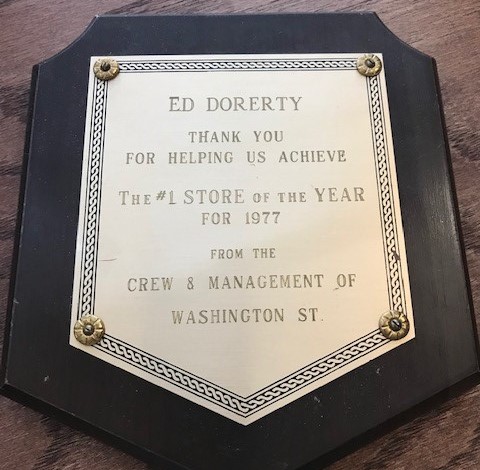 ED DORERTY
THANK YOU
FOR HELPING US ACHIEVE
THE #1 STORE OF THE YEAR
FOR 1977
FROM THE
CREW & MANAGEMENT OF
WASHINGTON ST.